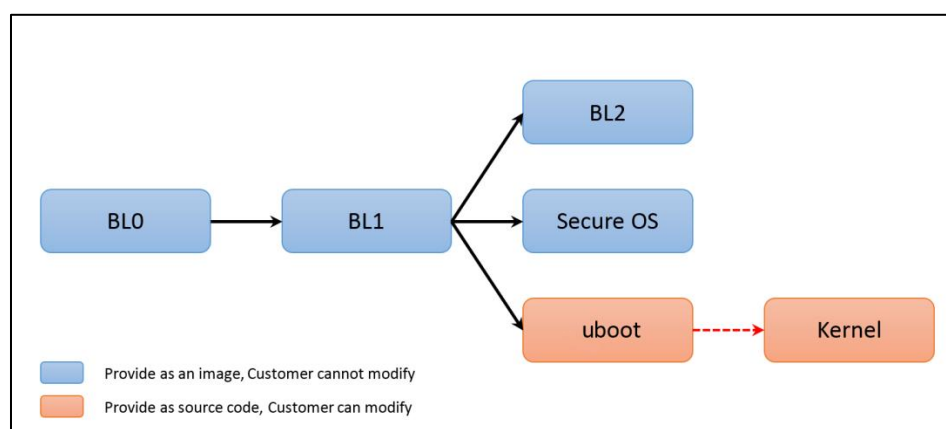 BL2
BL0
BL1
Secure OS
uboot
Kernel
Provide as an image, Customer cannot modify
Provide as source code, Customer can modify